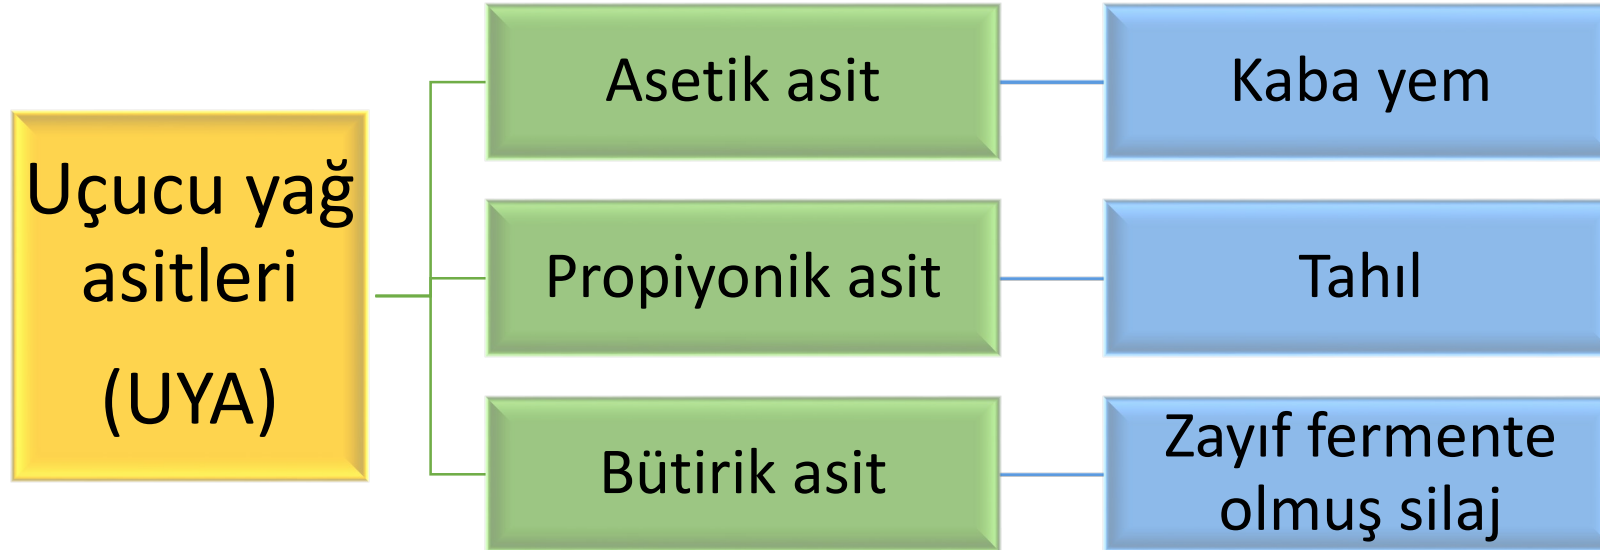 Uçucu yağ
asitleri
(UYA)
Asetik asit
Kaba yem
Propiyonik asit
Tahıl
Bütirik asit
Zayıf fermente
olmuş silaj